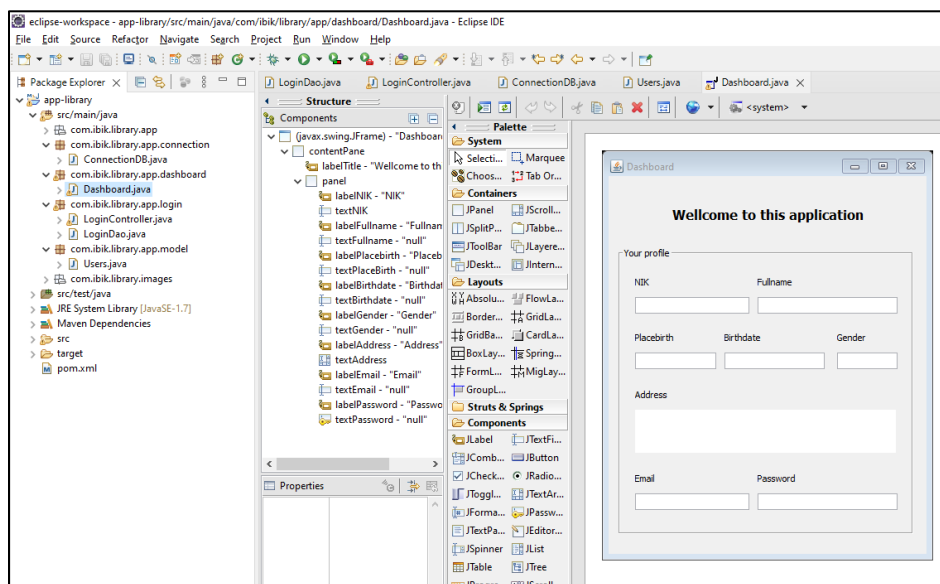 eclipse-workspace - app-library/src/main/java/com/ibik/library/app/dashboard/Dashboard.java - Eclipse IDE
File Edit Source Refactor Navigate Search Project Run Window Help
Package Explorer
app-library
src/main/java
com.ibik.library.app
com.ibik.library.app.connection
ConnectionDB.java
com.ibik.library.app.dashboard
Dashboard.java
com.ibik.library.app.login
LoginController.java
LoginDao.java
com.ibik.library.app.model
Users.java
com.ibik.library.images
src/test/java
JRE System Library [JavaSE-1.7]
Maven Dependencies
src
target
pom.xml
LoginDao.java LoginController.java ConnectionDB.java Users.java Dashboard.java
Structure
Components
(javax.swing.JFrame) - "Dashboar
contentPane
labelTitle - "Wellcome to th
panel
labelNIK - "NIK"
textNIK
labelFullname - "Fullnam
textFullname - "null"
labelPlacebirth - "Placeb
textPlaceBirth - "null"
labelBirthdate - "Birthdat
textBirthdate - "null"
labelGender - "Gender"
textGender - "null"
labelAddress - "Address"
textAddress
labelEmail - "Email"
textEmail - "null"
labelPassword - "Passwo
textPassword - "null"
Properties
<system>
Palette
System
Selecti... Marquee
Choos... Tab Or...
Containers
JPanel JScroll...
JSplitP... JTabbe...
JToolBar JLayere...
JDeskt... JIntern...
Layouts
Absolu... FlowLa...
Border... GridLa...
GridBa... CardLa...
BoxLay... Spring...
FormL... MigLay...
GroupL...
Struts & Springs
Components
JLabel JTextFi...
JComb... JButton
JCheck... JRadio...
JToggl... JTextAr...
JForma... JPassw...
JTextPa... JEditor...
JSpinner JList
JTable JTree
Dashboard
Wellcome to this application
Your profile
NIK Fullname
Placebirth Birthdate Gender
Address
Email Password